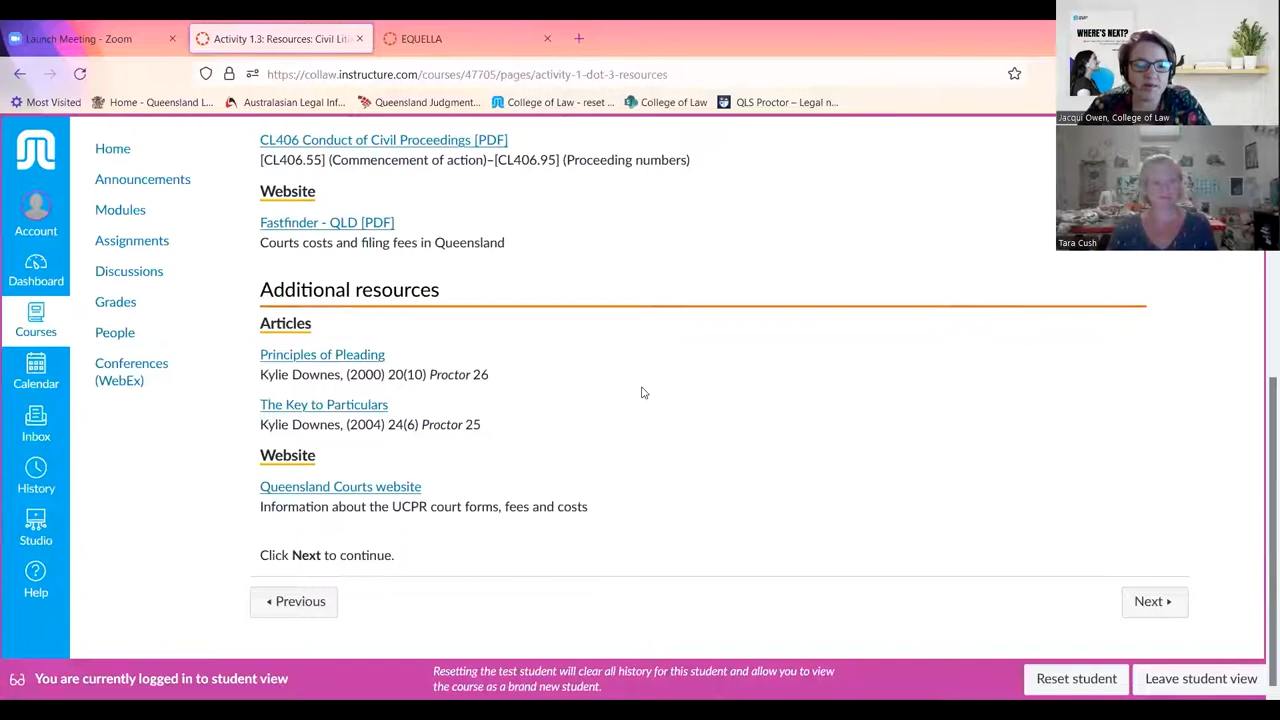 Launch Meeting - Zoom
Activity 1.3: Resources: Civil Liti
EQUELLA
https://collaw.instructure.com/courses/47705/pages/activity-1-dot-3-resources
Most Visited
Home - Queensland L...
Australasian Legal Inf...
Queensland Judgment...
College of Law - reset ...
College of Law
QLS Proctor – Legal n...
WHERE'S NEXT?
Jacqui Owen, College of Law
Tara Cush
Account
Dashboard
Courses
Calendar
Inbox
History
Studio
Help
Home
Announcements
Modules
Assignments
Discussions
Grades
People
Conferences
(WebEx)
CL406 Conduct of Civil Proceedings [PDF]
[CL406.55] (Commencement of action)–[CL406.95] (Proceeding numbers)
Website
Fastfinder - QLD [PDF]
Courts costs and filing fees in Queensland
Additional resources
Articles
Principles of Pleading
Kylie Downes, (2000) 20(10) Proctor 26
The Key to Particulars
Kylie Downes, (2004) 24(6) Proctor 25
Website
Queensland Courts website
Information about the UCPR court forms, fees and costs
Click Next to continue.
Previous
Next
You are currently logged in to student view
Resetting the test student will clear all history for this student and allow you to view
the course as a brand new student.
Reset student
Leave student view